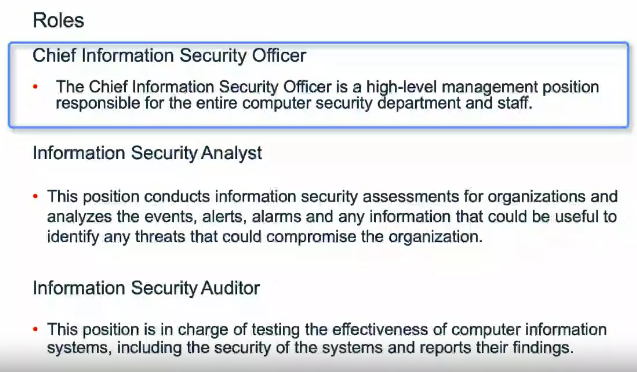 Roles
Chief Information Security Officer
• The Chief Information Security Officer is a high-level management position
responsible for the entire computer security department and staff.
Information Security Analyst
• This position conducts information security assessments for organizations and
analyzes the events, alerts, alarms and any information that could be useful to
identify any threats that could compromise the organization.
Information Security Auditor
• This position is in charge of testing the effectiveness of computer information
systems, including the security of the systems and reports their findings.